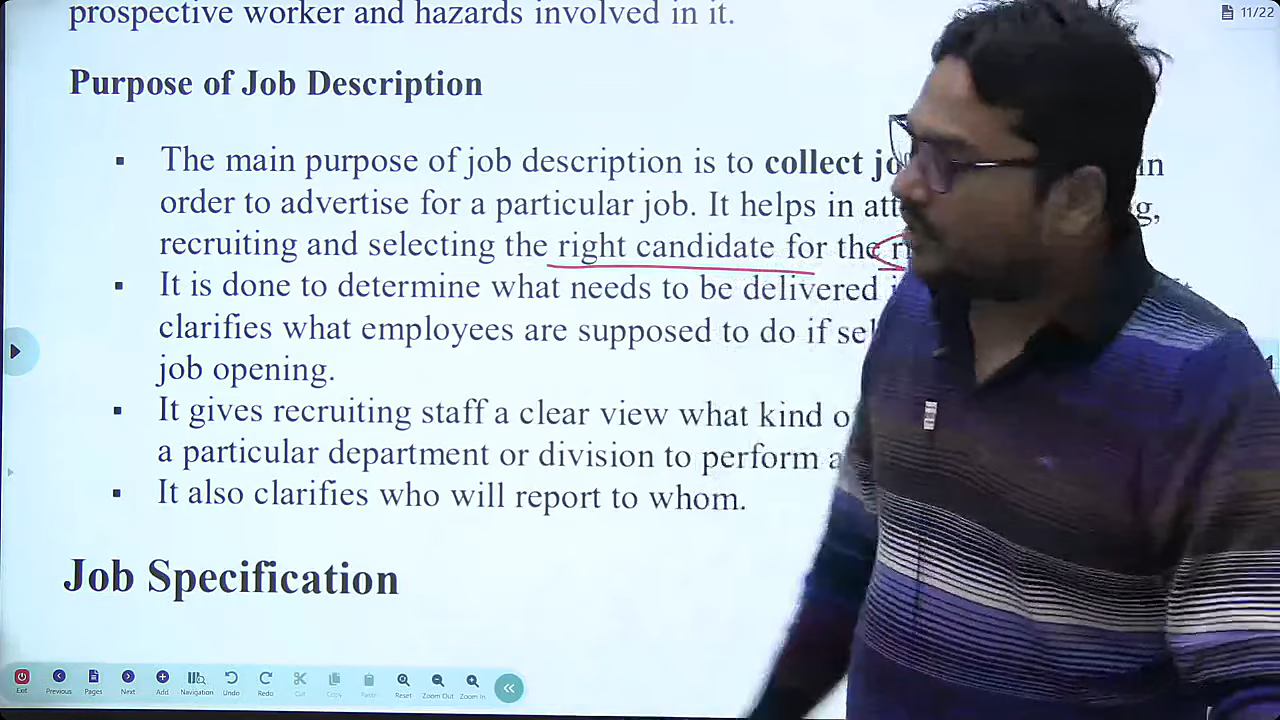 prospective worker and hazards involved in it.
11/22
Purpose of Job Description
▪ The main purpose of job description is to collect in
order to advertise for a particular job. It helps in
recruiting and selecting the right candidate for the
▪ It is done to determine what needs to be delivered
clarifies what employees are supposed to do if
job opening.
▪ It gives recruiting staff a clear view what kind
a particular department or division to perform
▪ It also clarifies who will report to whom.
Job Specification
Exit Previous Pages Next Add Navigation Undo Redo Cut Copy Paste Reset Zoom Out Zoom In